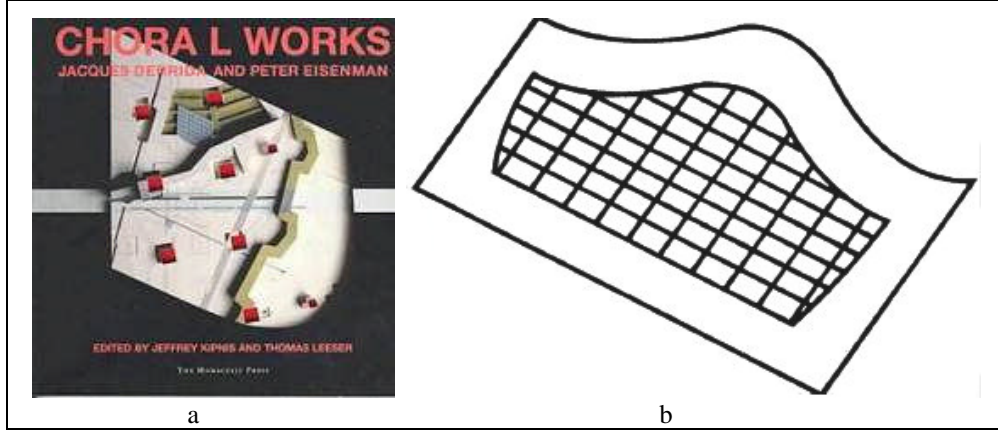 CHORA L WORKS
JACQUES DERRIDA AND PETER EISENMAN
EDITED BY JEFFREY KIPNIS AND THOMAS LEESER
THE MONACELLI PRESS
a
b